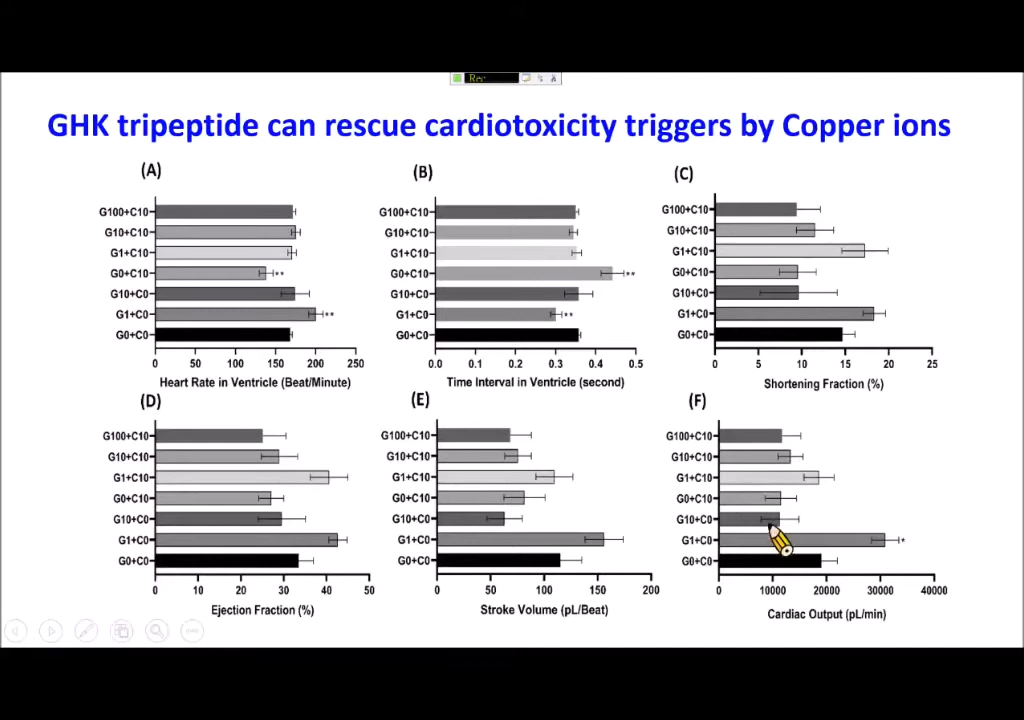 Rec
GHK tripeptide can rescue cardiotoxicity triggers by Copper ions
(A)
G100+C10
G10+C10
G1+C10
G0+C10
**
G10+C0
G1+C0
**
G0+C0
0 50 100 150 200 250
Heart Rate in Ventricle (Beat/Minute)
(B)
G100+C10
G10+C10
G1+C10
G0+C10
**
G10+C0
G1+C0
**
G0+C0
0.0 0.1 0.2 0.3 0.4 0.5
Time Interval in Ventricle (second)
(C)
G100+C10
G10+C10
G1+C10
G0+C10
G10+C0
G1+C0
G0+C0
0 5 10 15 20 25
Shortening Fraction (%)
(D)
G100+C10
G10+C10
G1+C10
G0+C10
G10+C0
G1+C0
G0+C0
0 10 20 30 40 50
Ejection Fraction (%)
(E)
G100+C10
G10+C10
G1+C10
G0+C10
G10+C0
G1+C0
G0+C0
0 50 100 150 200
Stroke Volume (pL/Beat)
(F)
G100+C10
G10+C10
G1+C10
G0+C10
G10+C0
G1+C0
*
G0+C0
0 10000 20000 30000 40000
Cardiac Output (pL/min)